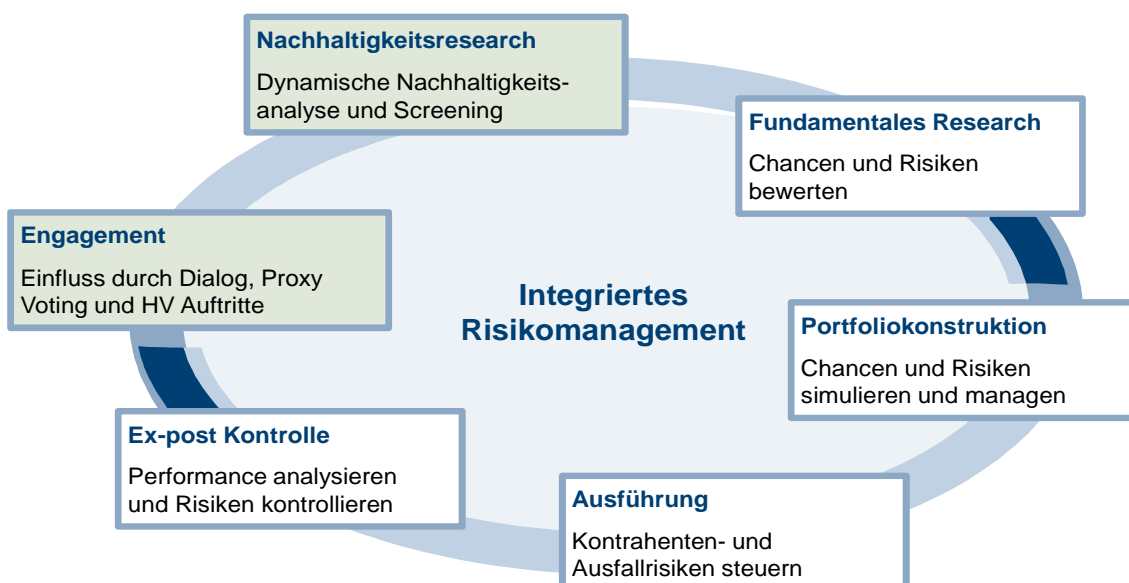 Nachhaltigkeitsresearch
Dynamische Nachhaltigkeits-
analyse und Screening
Fundamentales Research
Chancen und Risiken
bewerten
Engagement
Einfluss durch Dialog, Proxy
Voting und HV Auftritte
Integriertes
Risikomanagement
Portfoliokonstruktion
Chancen und Risiken
simulieren und managen
Ex-post Kontrolle
Performance analysieren
und Risiken kontrollieren
Ausführung
Kontrahenten- und
Ausfallrisiken steuern